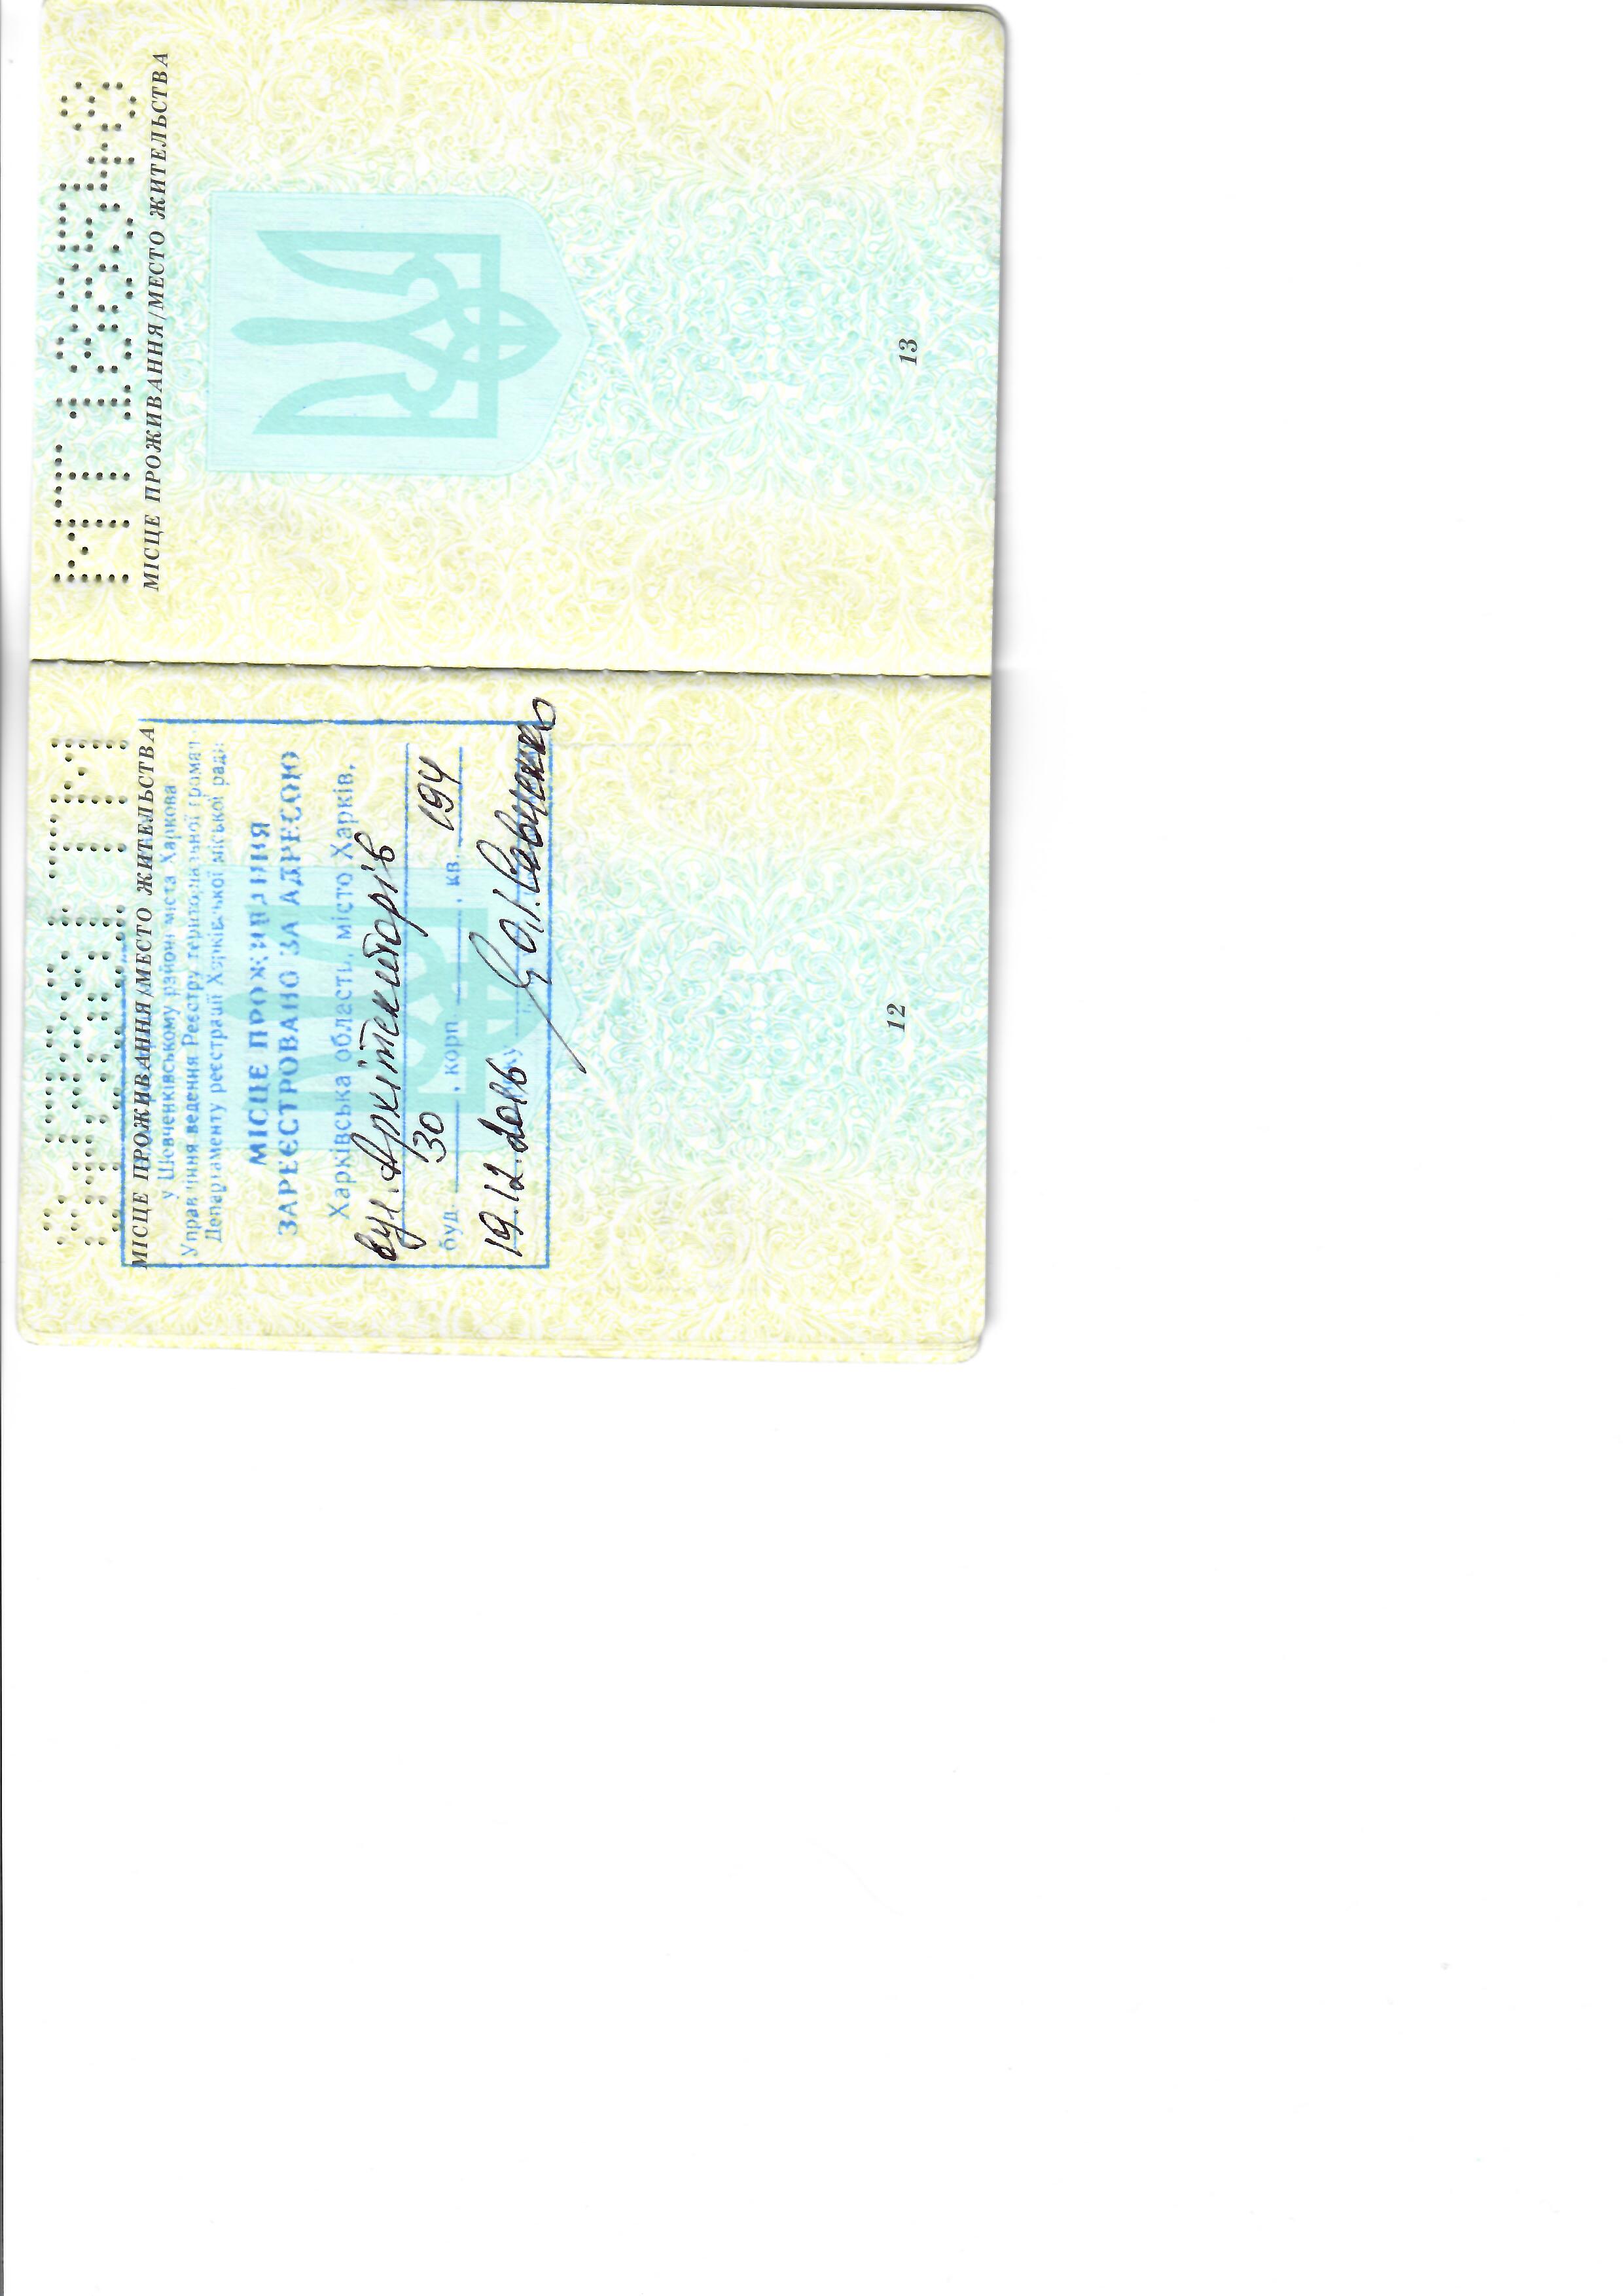 МІСЦЕ ПРОЖИВАННЯ/МЕСТО ЖИТЕЛЬСТВА
у Шевченківському районі міста Харкова
Управління ведення Реєстру територіальної громади
Департаменту реєстрації Харківської міської ради
МІСЦЕ ПРОЖИВАННЯ
ЗАРЕЄСТРОВАНО ЗА АДРЕСОЮ
Харківська область, місто Харків,
вул. Архітекторів
буд. 30 , корп. , кв. 194
19.12.2016 О.І. Савченко
12
МТ
МІСЦЕ ПРОЖИВАННЯ/МЕСТО ЖИТЕЛЬСТВА
13